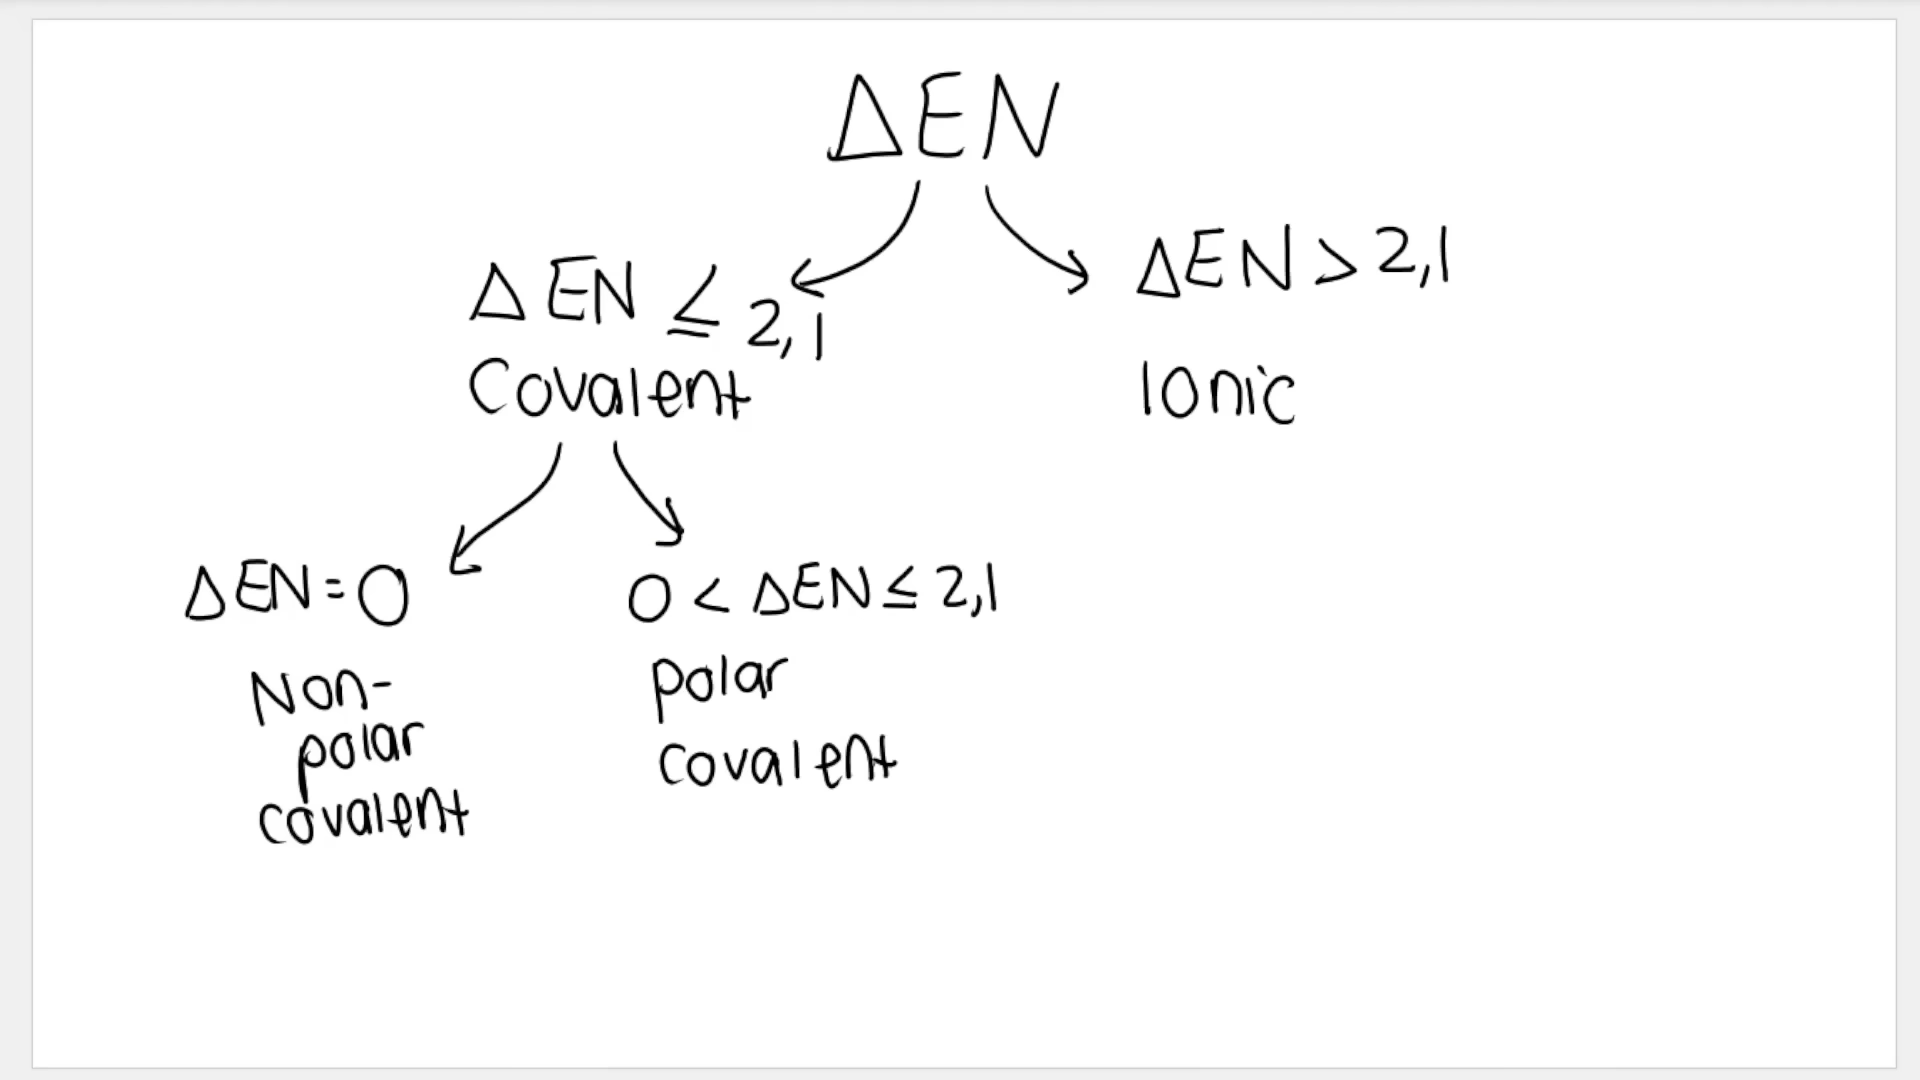 ΔEN
ΔEN ≤ 2,1
Covalent
ΔEN > 2,1
Ionic
ΔEN = 0
Non-
polar
covalent
0 < ΔEN ≤ 2,1
polar
covalent